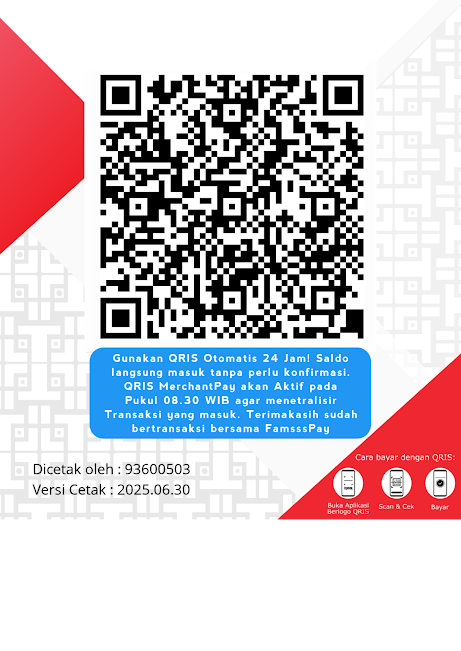 Gunakan QRIS Otomatis 24 Jam! Saldo
langsung masuk tanpa perlu konfirmasi.
QRIS MerchantPay akan Aktif pada
Pukul 08.30 WIB agar menetralisir
Transaksi yang masuk. Terimakasih sudah
bertransaksi bersama FamsssPay
Dicetak oleh : 93600503
Versi Cetak : 2025.06.30
Cara bayar dengan QRIS:
Buka Aplikasi
Berlogo QRIS
Scan & Cek
Bayar